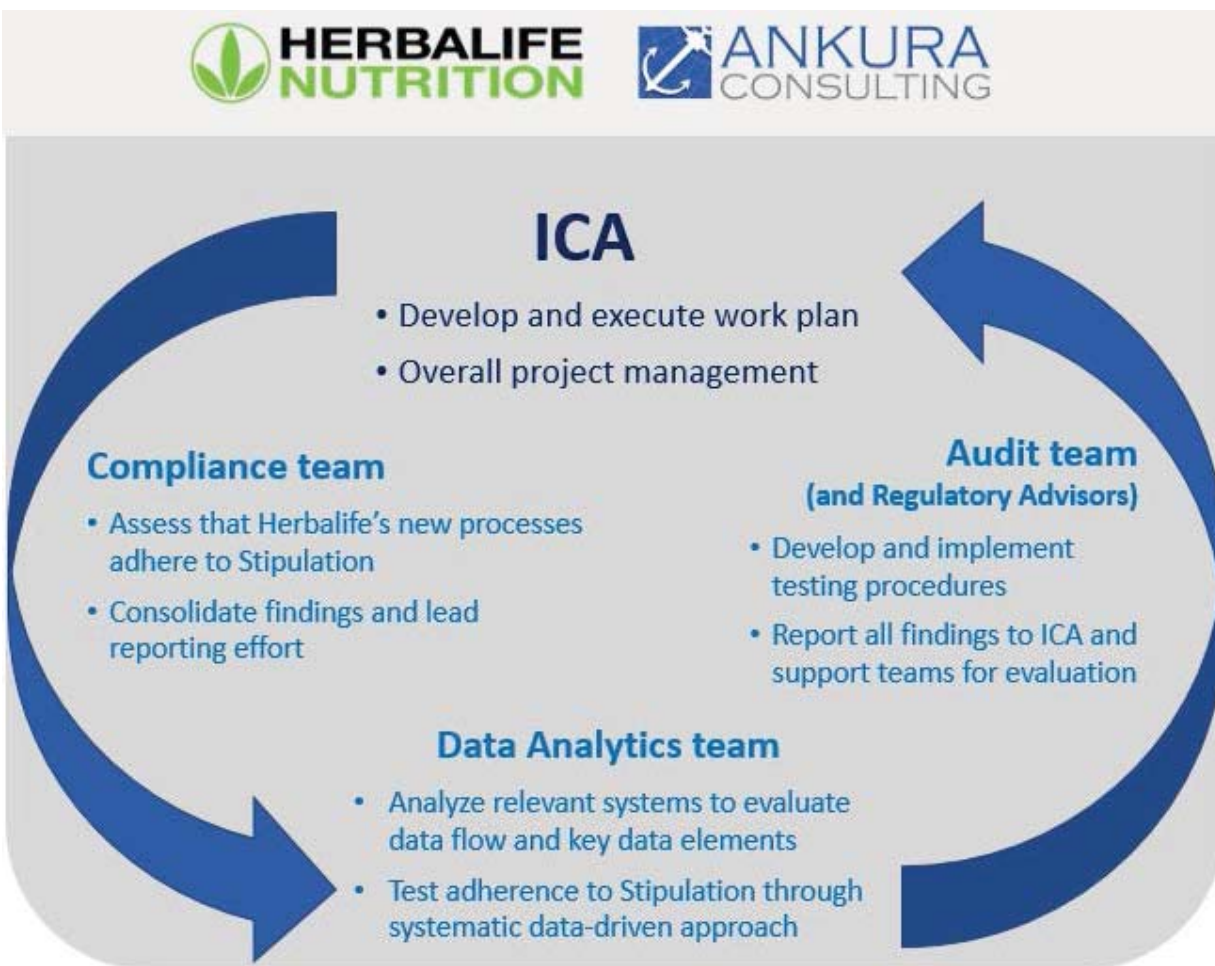 HERBALIFE
NUTRITION
ANKURA
CONSULTING
ICA
• Develop and execute work plan
• Overall project management
Compliance team
• Assess that Herbalife's new processes
adhere to Stipulation
• Consolidate findings and lead
reporting effort
Audit team
(and Regulatory Advisors)
• Develop and implement
testing procedures
• Report all findings to ICA and
support teams for evaluation
Data Analytics team
• Analyze relevant systems to evaluate
data flow and key data elements
• Test adherence to Stipulation through
systematic data-driven approach